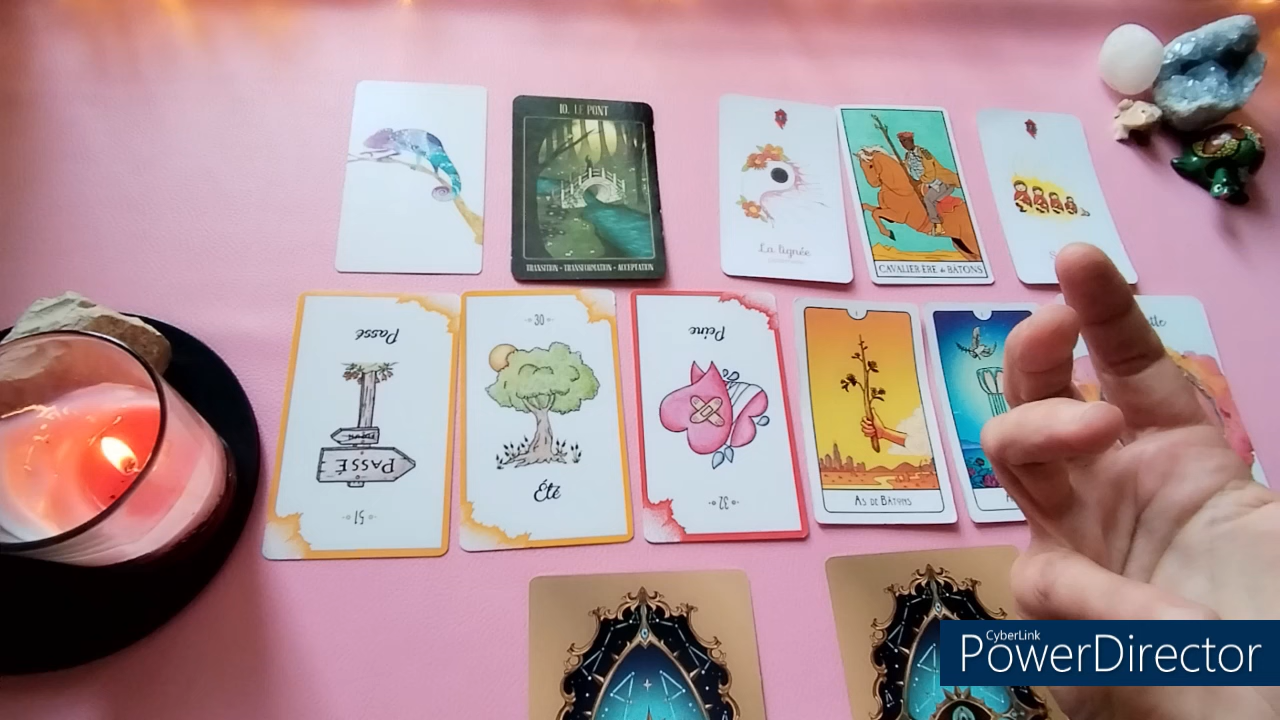 10. LE PONT
TRANSITION - TRANSFORMATION - ACCEPTATION
La lignée
CAVALIER·ÈRE de BÂTONS
Passé
PASSÉ
51
30
Été
Peine
32
I
AS DE BÂTONS
I
CyberLink
PowerDirector